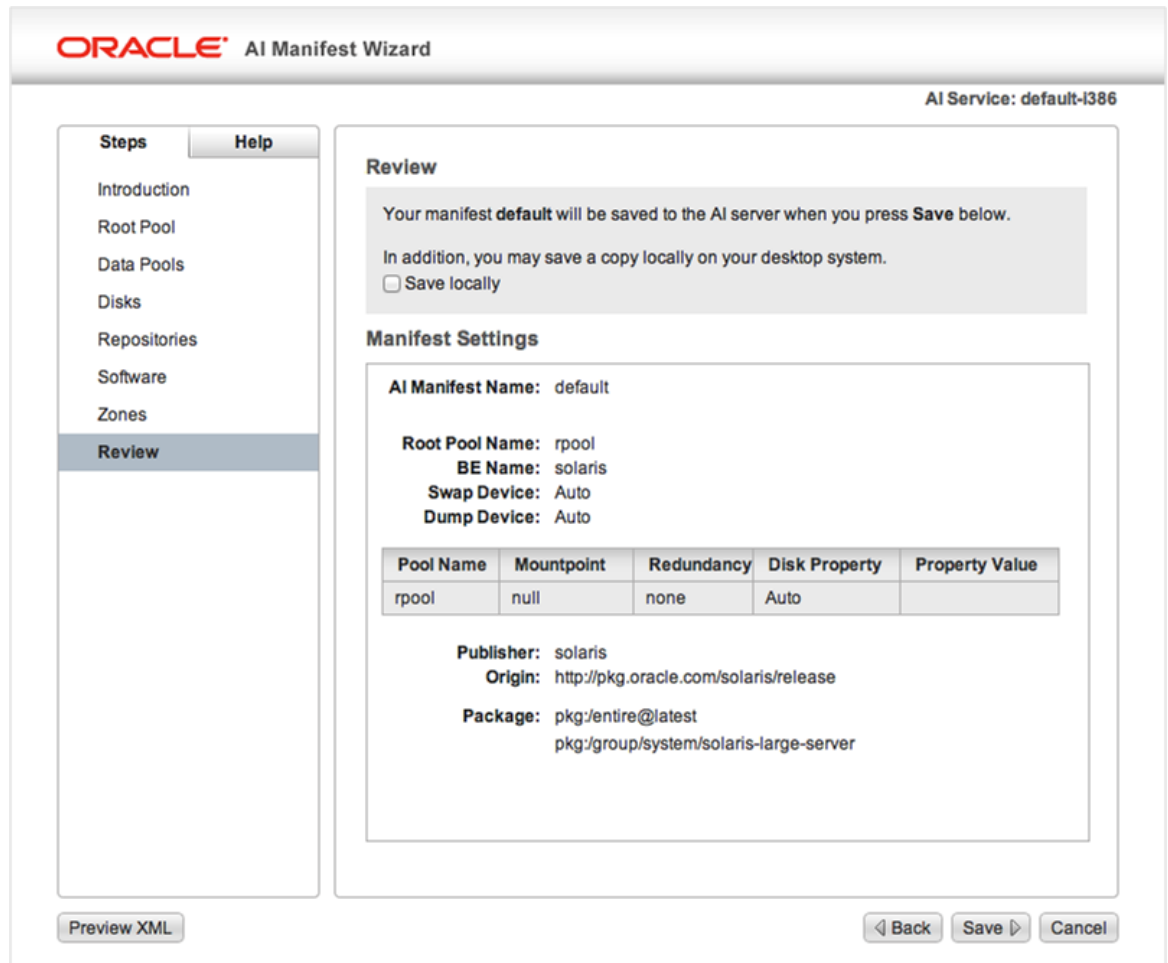 ORACLE AI Manifest Wizard
AI Service: default-i386
Steps Help
Introduction
Root Pool
Data Pools
Disks
Repositories
Software
Zones
Review
Review
Your manifest default will be saved to the AI server when you press Save below.
In addition, you may save a copy locally on your desktop system.
Save locally
Manifest Settings
AI Manifest Name: default
Root Pool Name: rpool
BE Name: solaris
Swap Device: Auto
Dump Device: Auto
Pool Name Mountpoint Redundancy Disk Property Property Value
rpool null none Auto
Publisher: solaris
Origin: http://pkg.oracle.com/solaris/release
Package: pkg:/entire@latest
pkg:/group/system/solaris-large-server
Preview XML Back Save Cancel